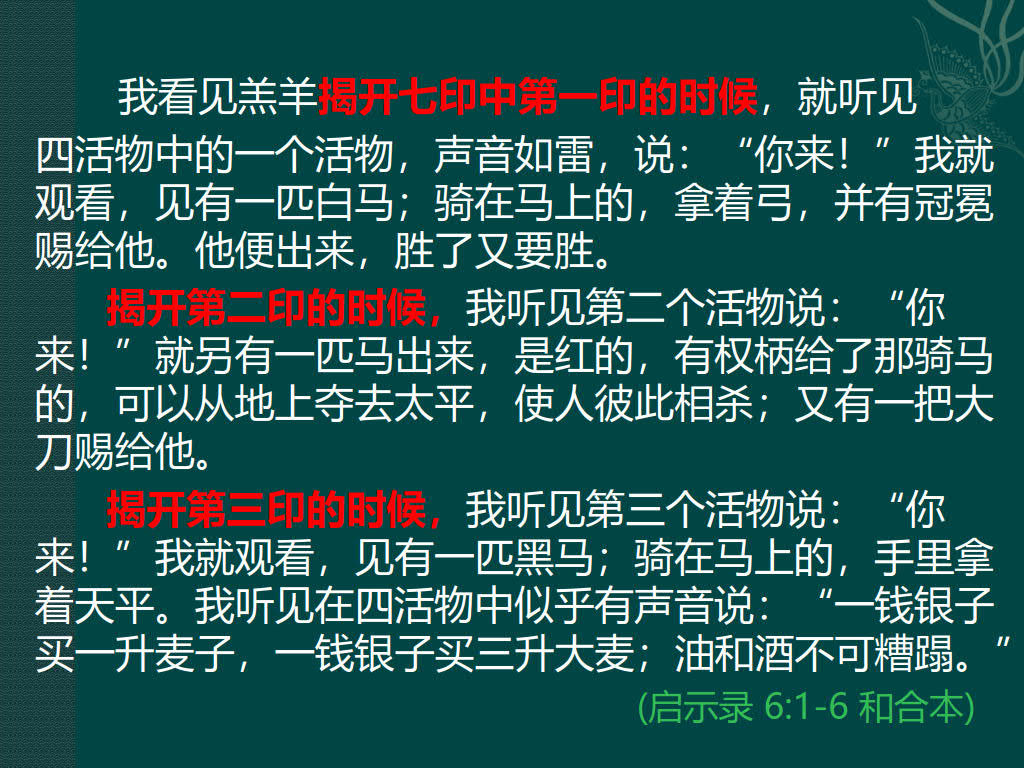 我看见羔羊揭开七印中第一印的时候，就听见
四活物中的一个活物，声音如雷，说：“你来！”我就
观看，见有一匹白马；骑在马上的，拿着弓，并有冠冕
赐给他。他便出来，胜了又要胜。
揭开第二印的时候，我听见第二个活物说：“你
来！”就另有一匹马出来，是红的，有权柄给了那骑马
的，可以从地上夺去太平，使人彼此相杀；又有一把大
刀赐给他。
揭开第三印的时候，我听见第三个活物说：“你
来！”我就观看，见有一匹黑马；骑在马上的，手里拿
着天平。我听见在四活物中似乎有声音说：“一钱银子
买一升麦子，一钱银子买三升大麦；油和酒不可糟蹋。”
(启示录 6:1-6 和合本)